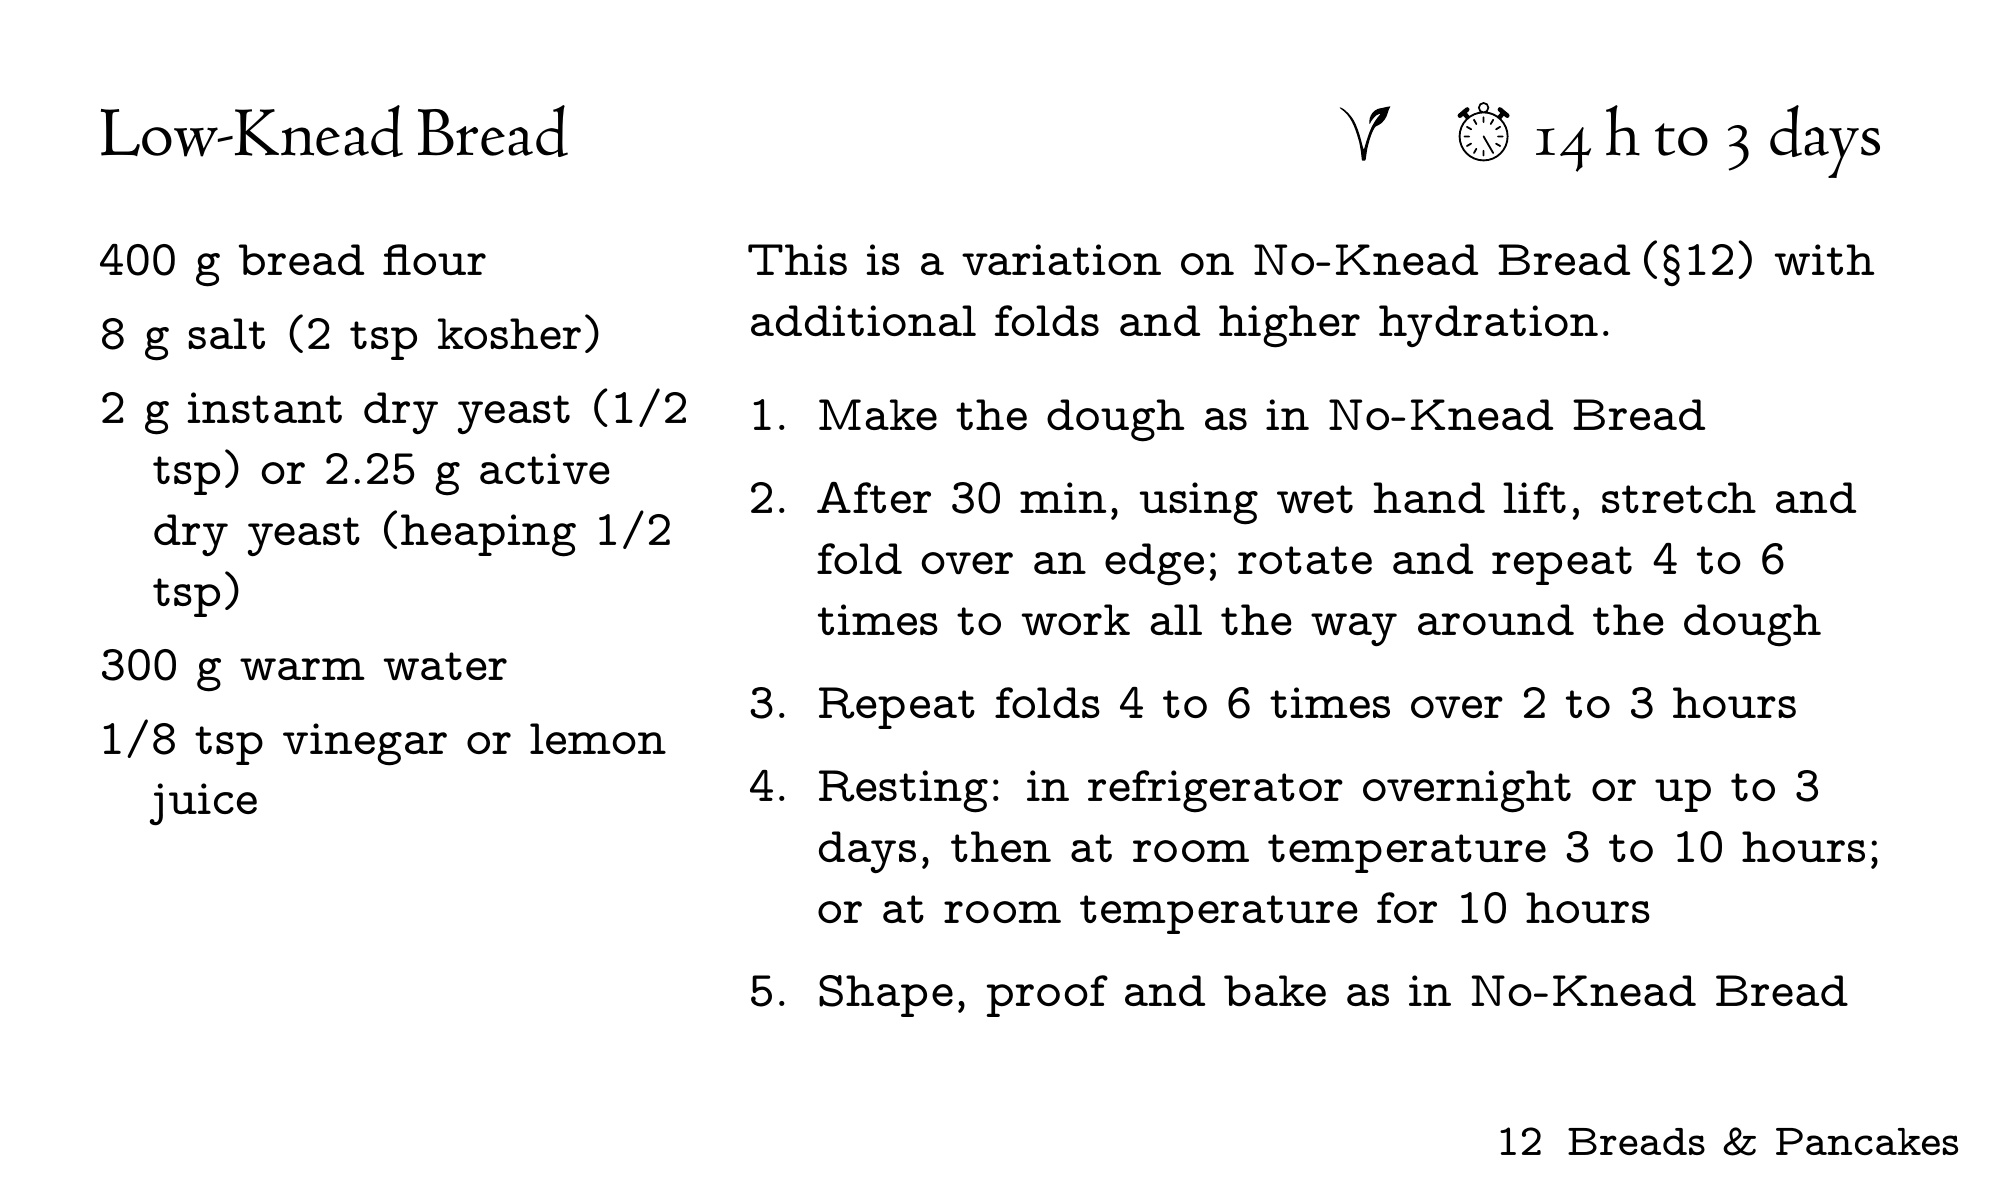 Low-Knead Bread
14 h to 3 days
400 g bread flour
8 g salt (2 tsp kosher)
2 g instant dry yeast (1/2
tsp) or 2.25 g active
dry yeast (heaping 1/2
tsp)
300 g warm water
1/8 tsp vinegar or lemon
juice
This is a variation on No-Knead Bread (§12) with
additional folds and higher hydration.
1. Make the dough as in No-Knead Bread
2. After 30 min, using wet hand lift, stretch and
fold over an edge; rotate and repeat 4 to 6
times to work all the way around the dough
3. Repeat folds 4 to 6 times over 2 to 3 hours
4. Resting: in refrigerator overnight or up to 3
days, then at room temperature 3 to 10 hours;
or at room temperature for 10 hours
5. Shape, proof and bake as in No-Knead Bread
12 Breads & Pancakes